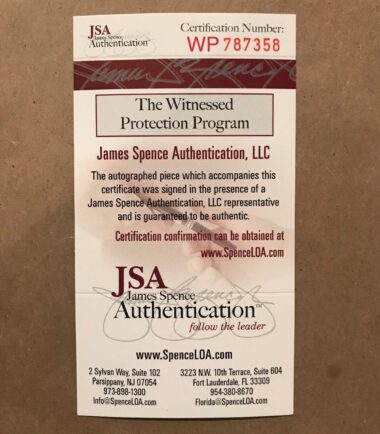 JSA
James Spence
Authentication
Certification Number:
WP 787358
James Spence
The Witnessed
Protection Program
James Spence Authentication, LLC
The autographed piece which accompanies this
certificate was signed in the presence of a
James Spence Authentication, LLC representative
and is guaranteed to be authentic.
Certification confirmation can be obtained at
www.SpenceLOA.com
JSA
James Spence
Authentication™
follow the leader
www.SpenceLOA.com
2 Sylvan Way, Suite 102
Parsippany, NJ 07054
973-898-1300
Info@SpenceLOA.com
3223 N.W. 10th Terrace, Suite 604
Fort Lauderdale, FL 33309
954-380-8670
Florida@SpenceLOA.com